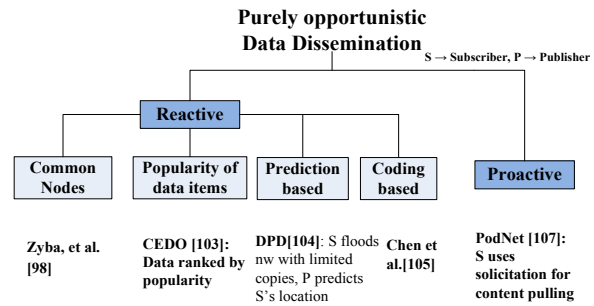 Purely opportunistic
Data Dissemination
S → Subscriber, P → Publisher
Reactive
Common
Nodes
Popularity of
data items
Prediction
based
Coding
based
Proactive
Zyba, et al.
[98]
CEDO [103]:
Data ranked by
popularity
DPD[104]: S floods
nw with limited
copies, P predicts
S's location
Chen et
al.[105]
PodNet [107]:
S uses
solicitation for
content pulling